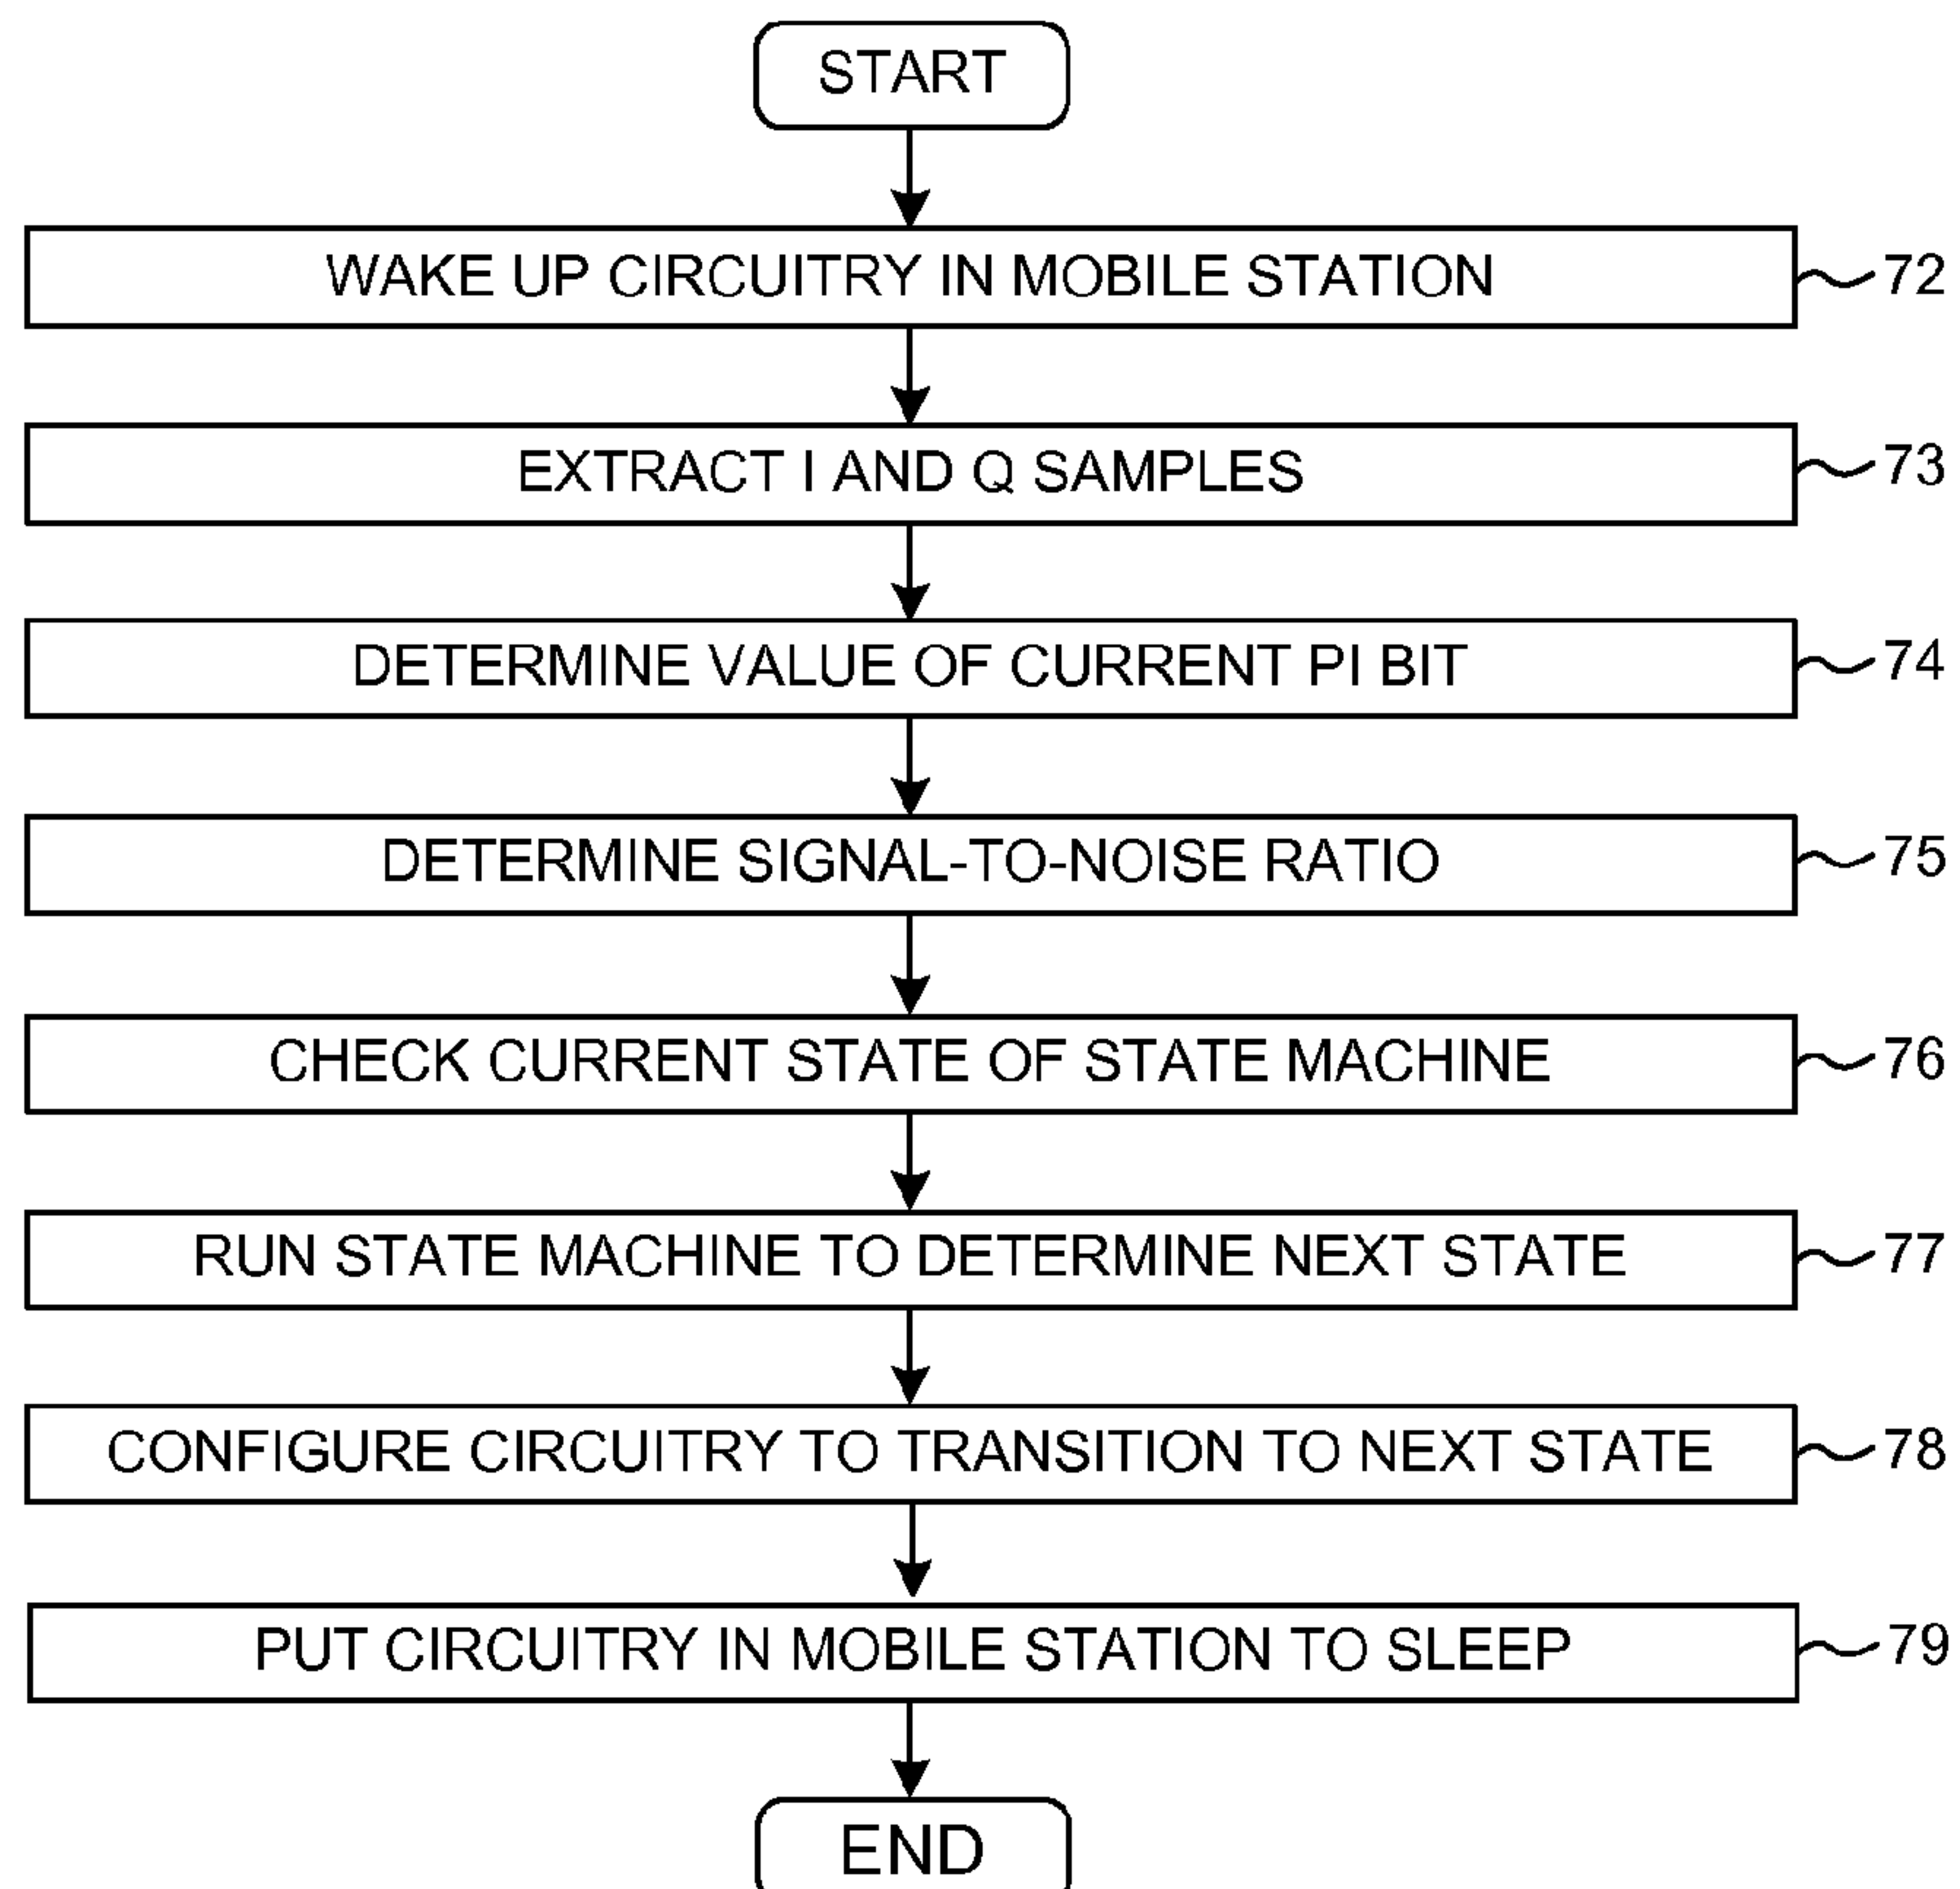 START
WAKE UP CIRCUITRY IN MOBILE STATION 72
EXTRACT I AND Q SAMPLES 73
DETERMINE VALUE OF CURRENT PI BIT 74
DETERMINE SIGNAL-TO-NOISE RATIO 75
CHECK CURRENT STATE OF STATE MACHINE 76
RUN STATE MACHINE TO DETERMINE NEXT STATE 77
CONFIGURE CIRCUITRY TO TRANSITION TO NEXT STATE 78
PUT CIRCUITRY IN MOBILE STATION TO SLEEP 79
END